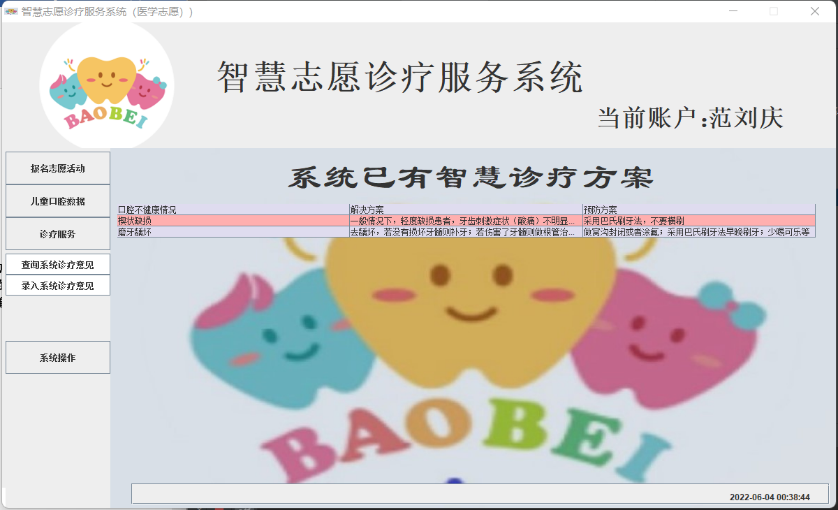 智慧志愿诊疗服务系统（医学志愿）)
BAOBEI
智慧志愿诊疗服务系统
当前账户:范刘庆
报名志愿活动
儿童口腔数据
诊疗服务
查询系统诊疗意见
录入系统诊疗意见
系统操作
系统已有智慧诊疗方案
口腔不健康情况 解决方案 预防方案
楔状缺损 一般情况下，轻度缺损患者，牙齿刺激症状（酸痛）不明显... 采用巴氏刷牙法，不要横刷
磨牙龋坏 去龋坏，若没有损坏牙髓则补牙；若伤害了牙髓则做根管治... 做窝沟封闭或者涂氟；采用巴氏刷牙法早晚刷牙；少喝可乐等
BAOBEI
2022-06-04 00:38:44